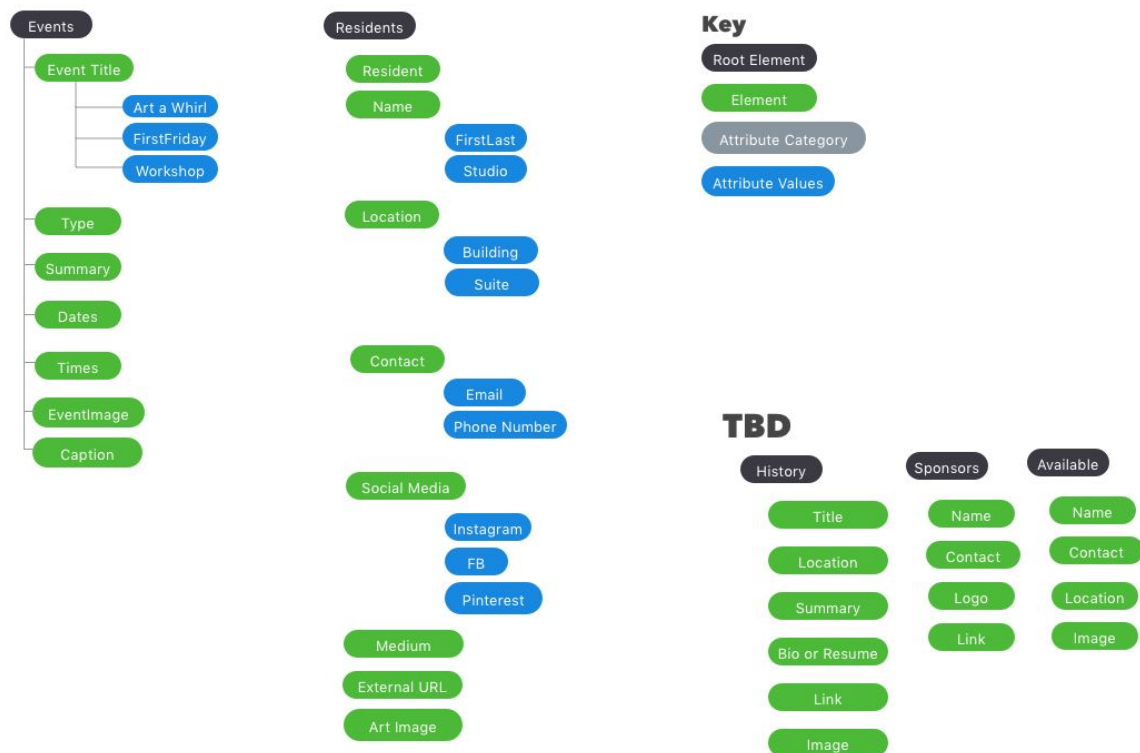 Events
Event Title
Art a Whirl
FirstFriday
Workshop
Type
Summary
Dates
Times
EventImage
Caption
Residents
Resident
Name
FirstLast
Studio
Location
Building
Suite
Contact
Email
Phone Number
Social Media
Instagram
FB
Pinterest
Medium
External URL
Art Image
Key
Root Element
Element
Attribute Category
Attribute Values
TBD
History
Title
Location
Summary
Bio or Resume
Link
Image
Sponsors
Name
Contact
Logo
Link
Available
Name
Contact
Location
Image